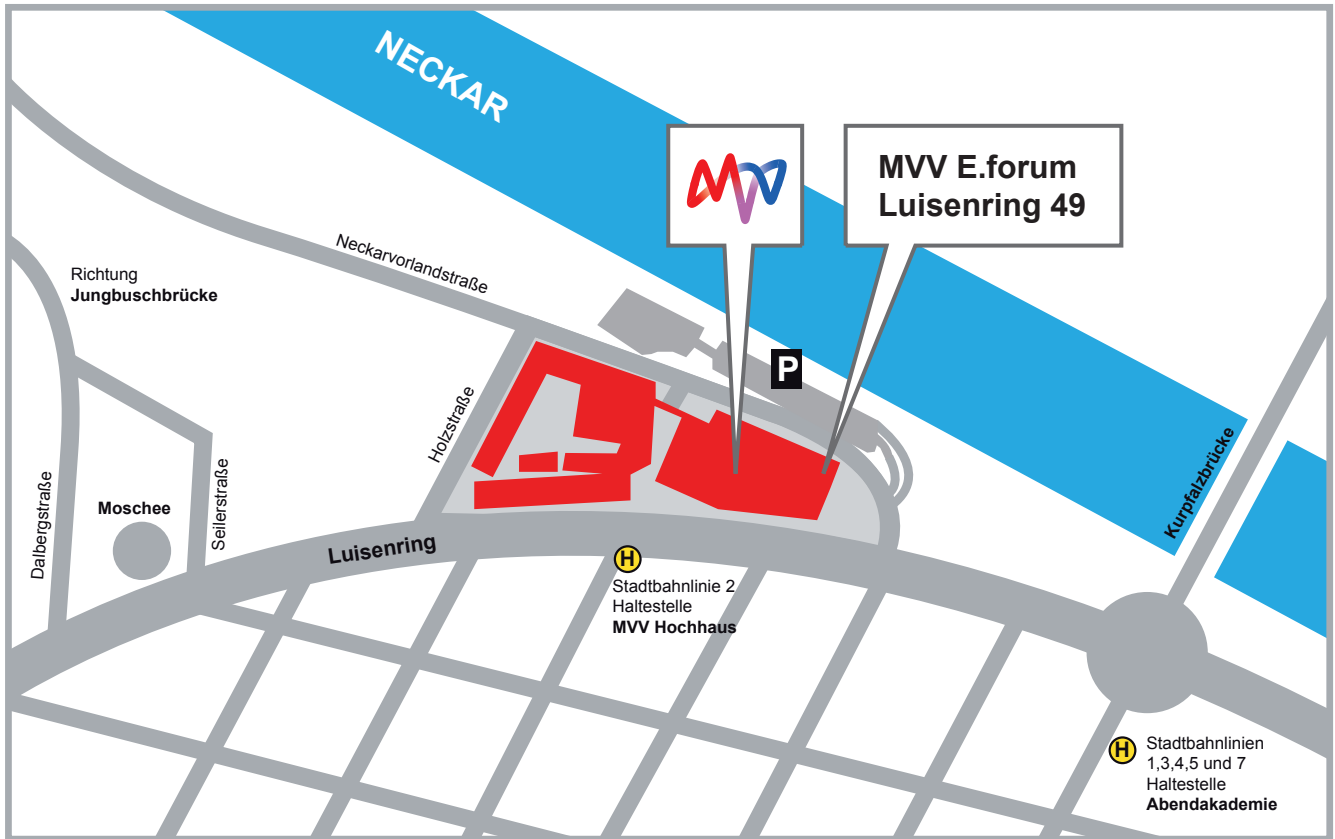 NECKAR
MVV
MVV E.forum
Luisenring 49
Neckarvorlandstraße
Richtung
Jungbuschbrücke
P
Holzstraße
Kurpfalzbrücke
Dalbergstraße
Moschee
Seilerstraße
Luisenring
H
Stadtbahnlinie 2
Haltestelle
MVV Hochhaus
H
Stadtbahnlinien
1,3,4,5 und 7
Haltestelle
Abendakademie